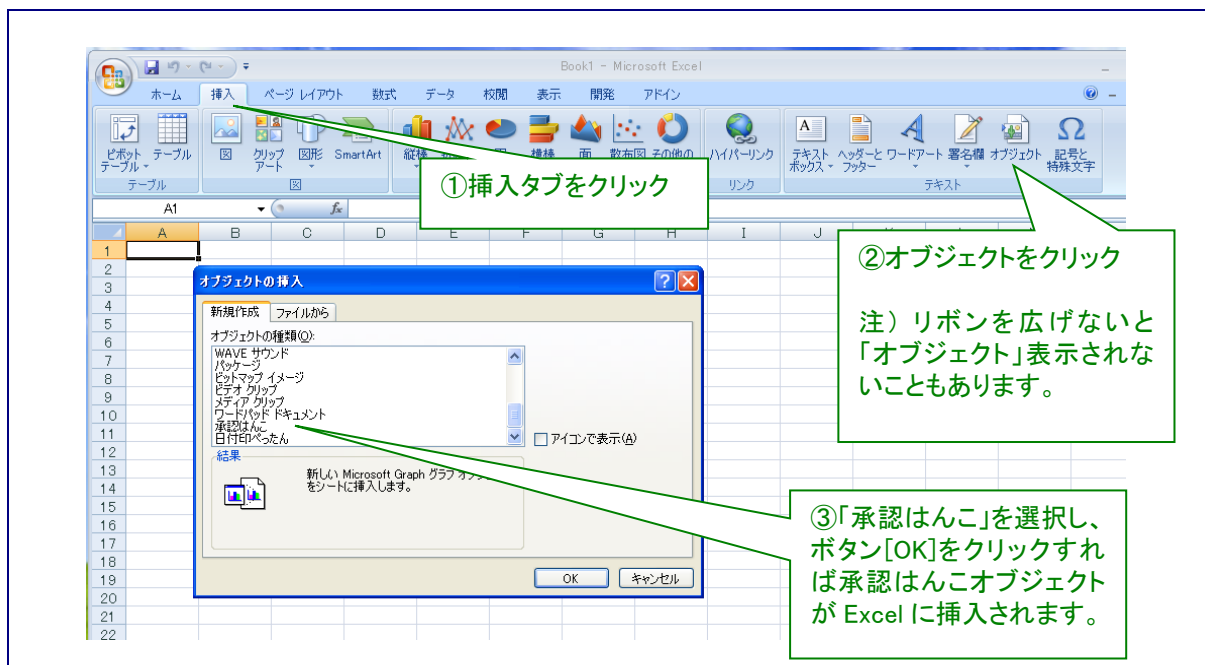 Book1 - Microsoft Excel
ホーム 挿入 ページ レイアウト 数式 データ 校閲 表示 開発 アドイン
ピボットテーブル テーブル 図 クリップアート 図形 SmartArt 縦棒 円 横棒 面 散布図 その他の ハイパーリンク テキストボックス ヘッダーとフッター ワードアート 署名欄 オブジェクト 記号と特殊文字
テーブル 図 リンク テキスト
①挿入タブをクリック
A1 fx
A B C D E F G H I J
1
2
3
4
5
6
7
8
9
10
11
12
13
14
15
16
17
18
19
20
21
22
②オブジェクトをクリック
注）リボンを広げないと
「オブジェクト」表示されな
いこともあります。
オブジェクトの挿入
新規作成 ファイルから
オブジェクトの種類(O):
WAVE サウンド
パッケージ
ビットマップ イメージ
ビデオ クリップ
メディア クリップ
ワードパッド ドキュメント
承認はんこ
日付印ぺったん
アイコンで表示(A)
結果
新しい Microsoft Graph グラフ オブジ
をシートに挿入します。
OK キャンセル
③「承認はんこ」を選択し、
ボタン[OK]をクリックすれ
ば承認はんこオブジェクト
が Excel に挿入されます。